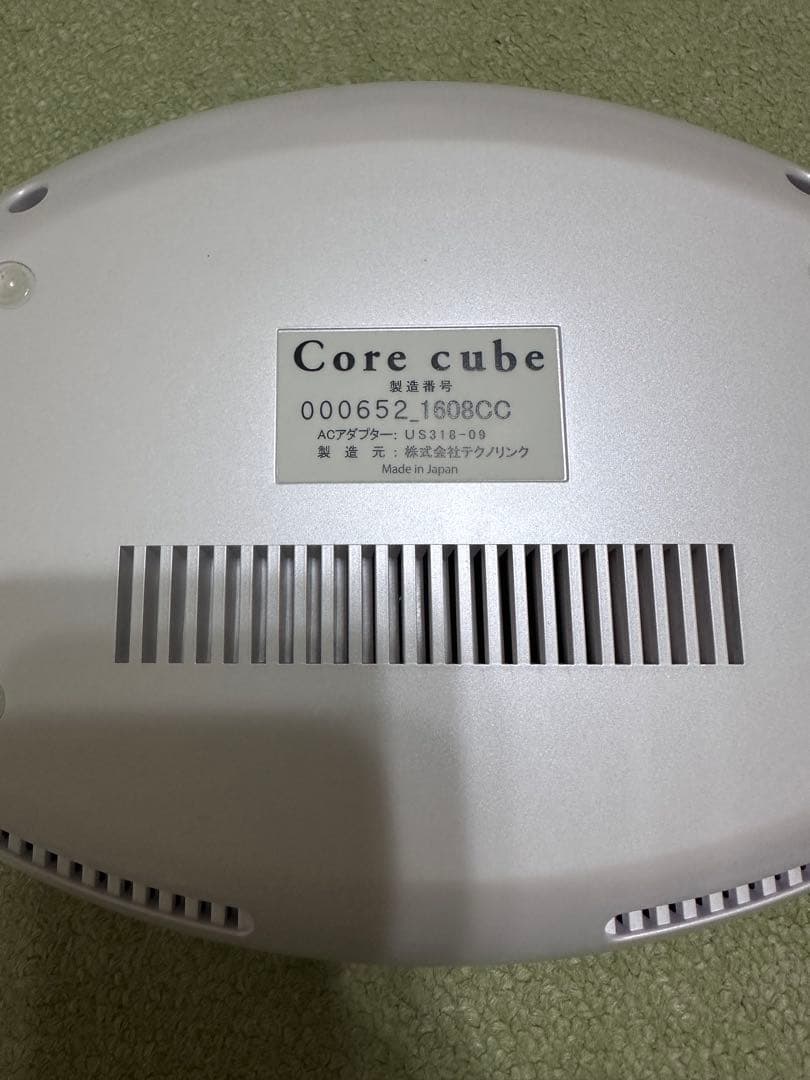 Core cube
製造番号
000652_1608CC
ACアダプター: US318-09
製造元: 株式会社テクノリンク
Made in Japan